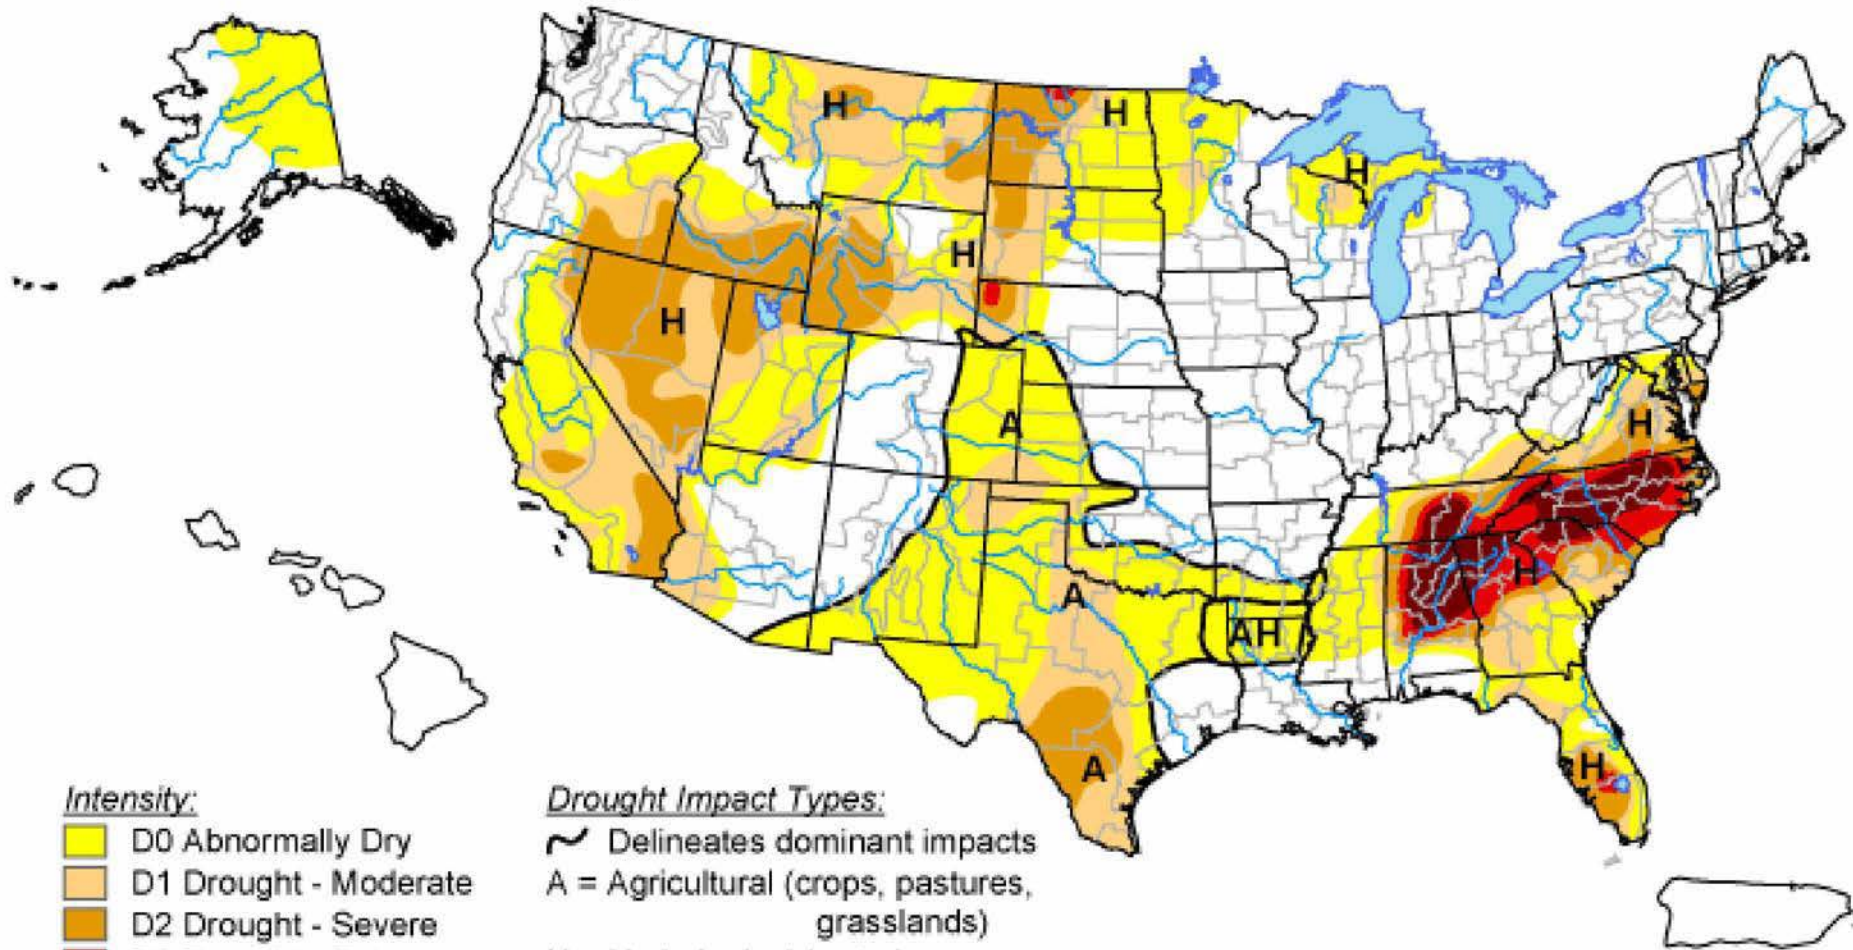 H
H
H
H
H
A
H
H
A
AH
H
A
Intensity:
D0 Abnormally Dry
D1 Drought - Moderate
D2 Drought - Severe
Drought Impact Types:
Delineates dominant impacts
A = Agricultural (crops, pastures,
grasslands)